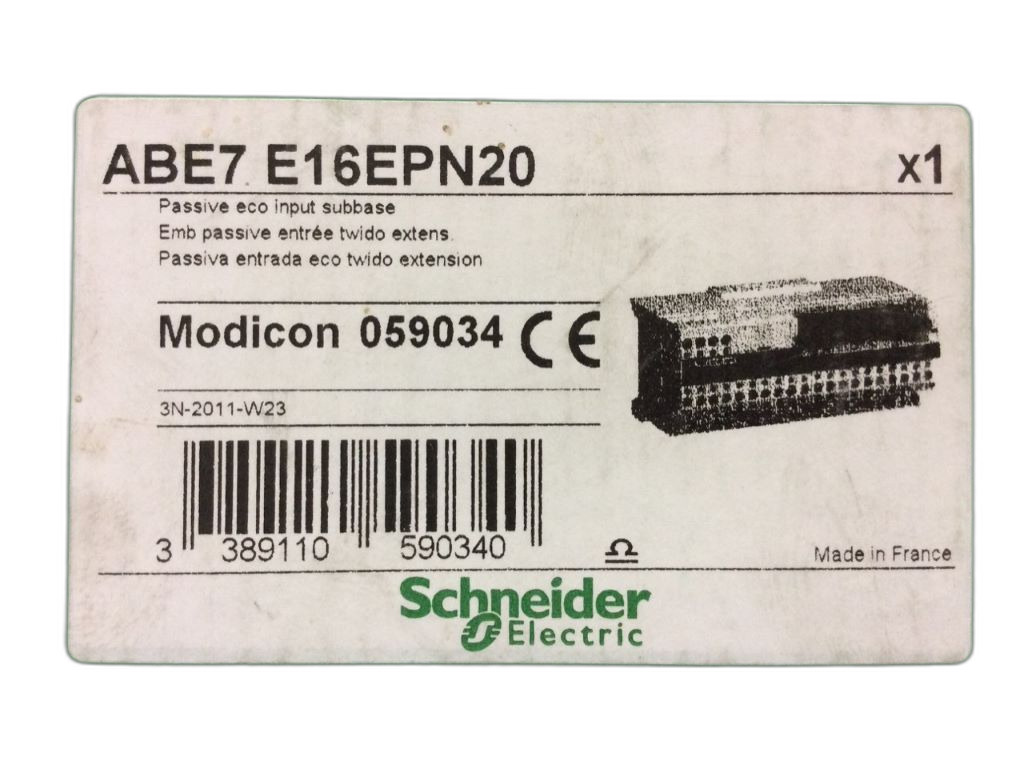 ABE7 E16EPN20 x1
Passive eco input subbase
Emb passive entrée twido extens.
Passiva entrada eco twido extension
Modicon 059034 CE
3N-2011-W23
3 389110 590340
Made in France
Schneider
Electric